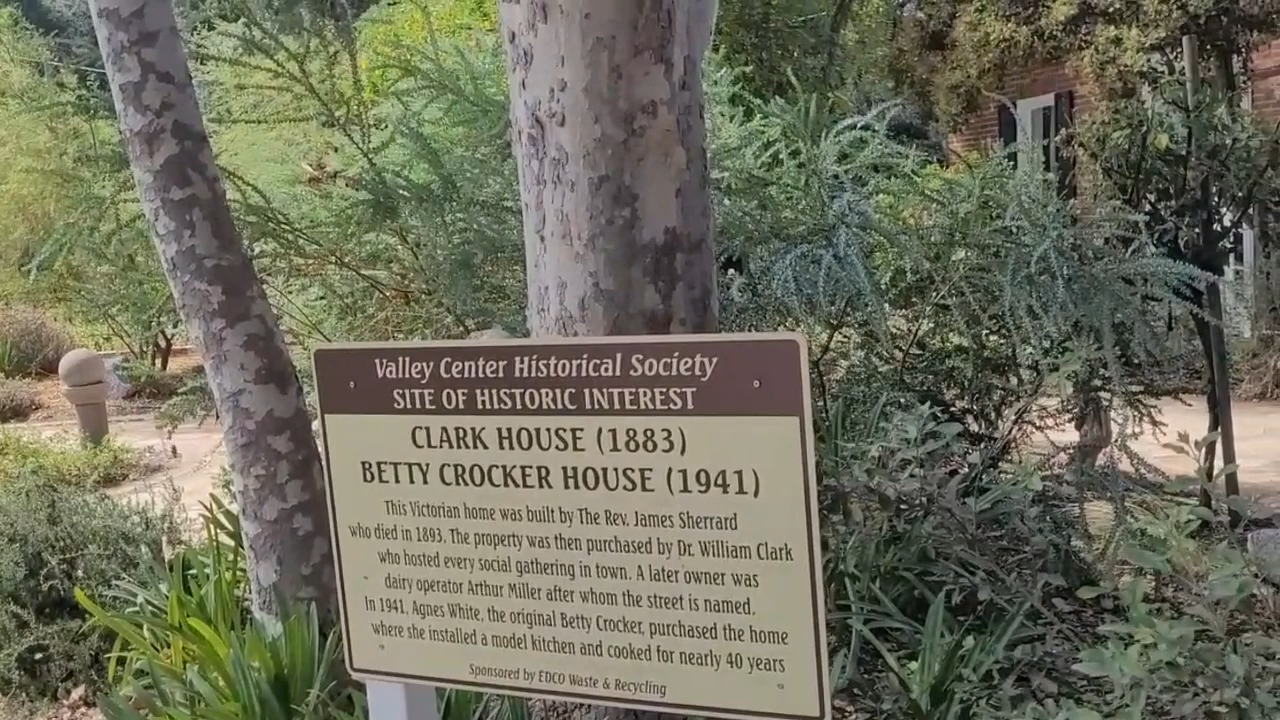 Valley Center Historical Society
SITE OF HISTORIC INTEREST
CLARK HOUSE (1883)
BETTY CROCKER HOUSE (1941)
This Victorian home was built by The Rev. James Sherrard
who died in 1893. The property was then purchased by Dr. William Clark
who hosted every social gathering in town. A later owner was
dairy operator Arthur Miller after whom the street is named.
In 1941, Agnes White, the original Betty Crocker, purchased the home
where she installed a model kitchen and cooked for nearly 40 years
Sponsored by EDCO Waste & Recycling